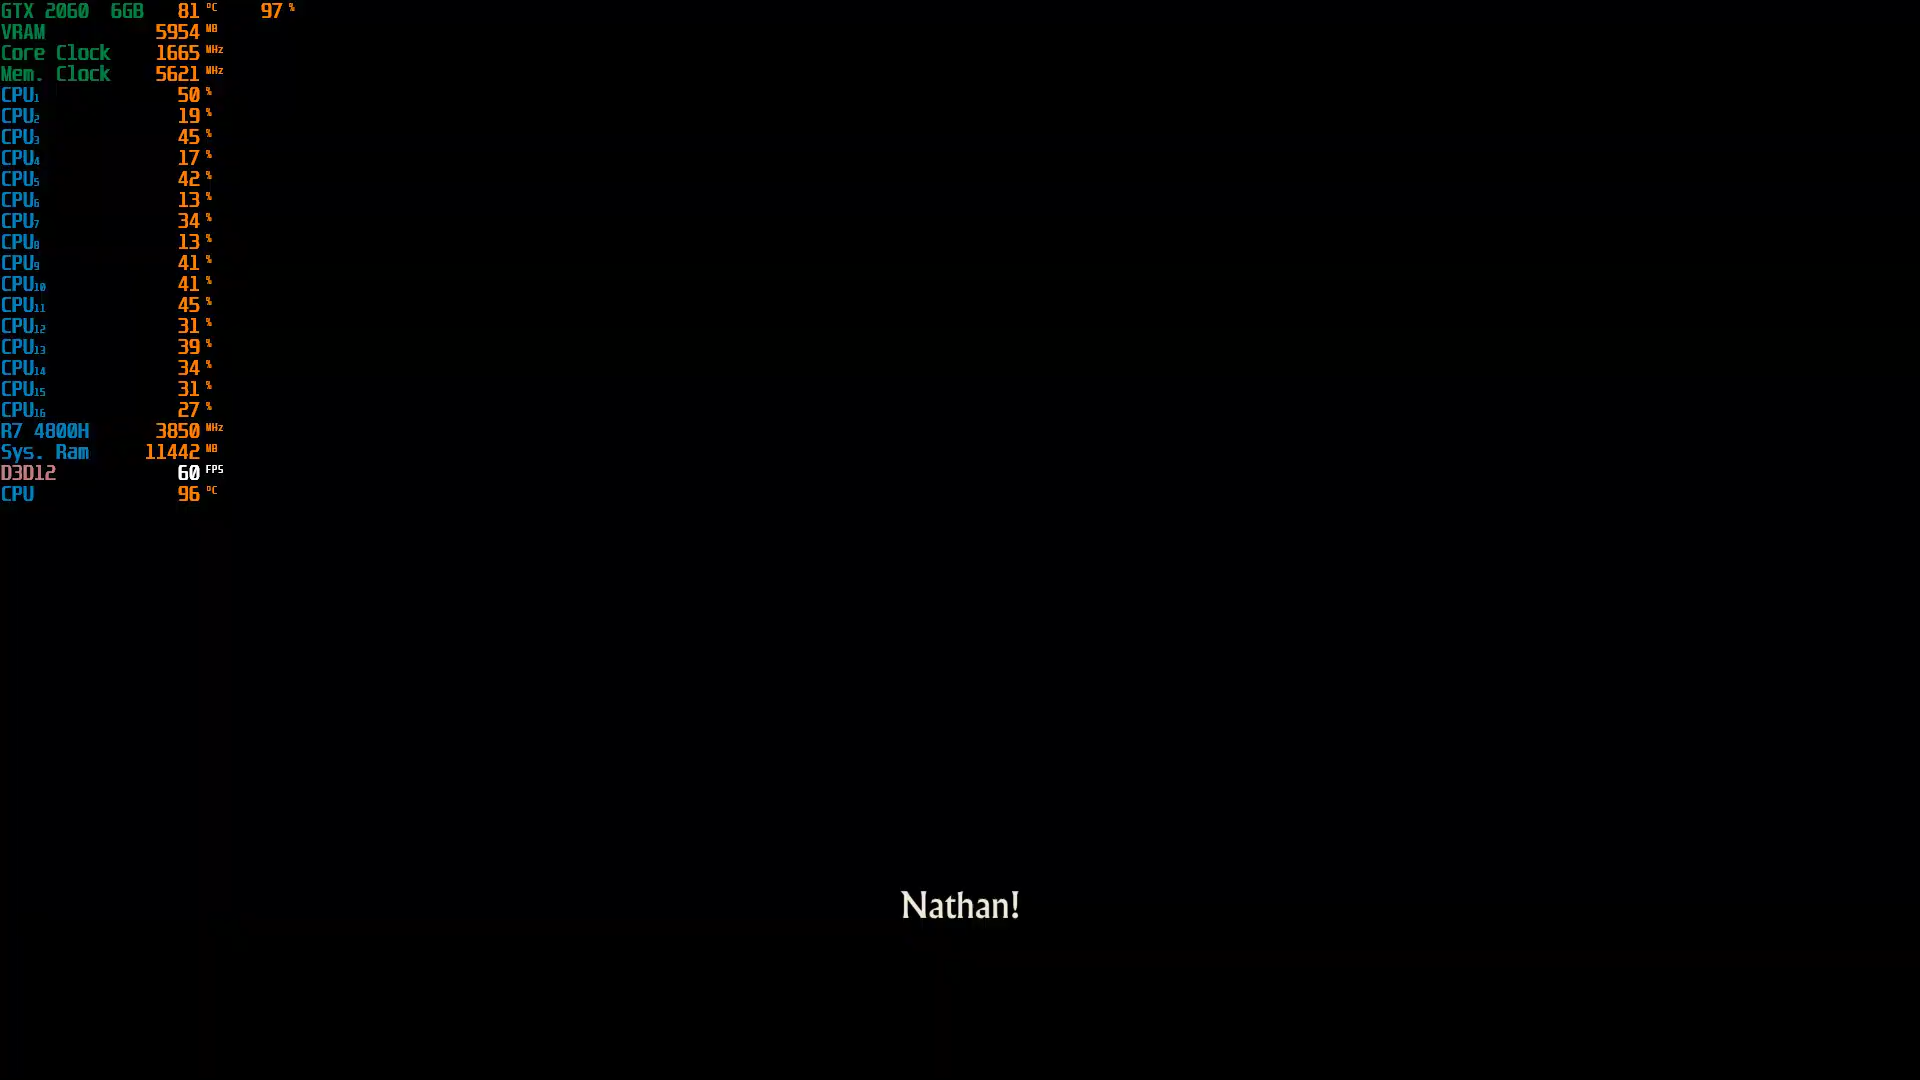 GTX 2060 6GB 81 °C 97 %
VRAM 5954 MB
Core Clock 1665 MHz
Mem. Clock 5621 MHz
CPU1 50 %
CPU2 19 %
CPU3 45 %
CPU4 17 %
CPU5 42 %
CPU6 13 %
CPU7 34 %
CPU8 13 %
CPU9 41 %
CPU10 41 %
CPU11 45 %
CPU12 31 %
CPU13 39 %
CPU14 34 %
CPU15 31 %
CPU16 27 %
R7 4800H 3850 MHz
Sys. Ram 11442 MB
D3D12 60 FPS
CPU 96 °C
Nathan!